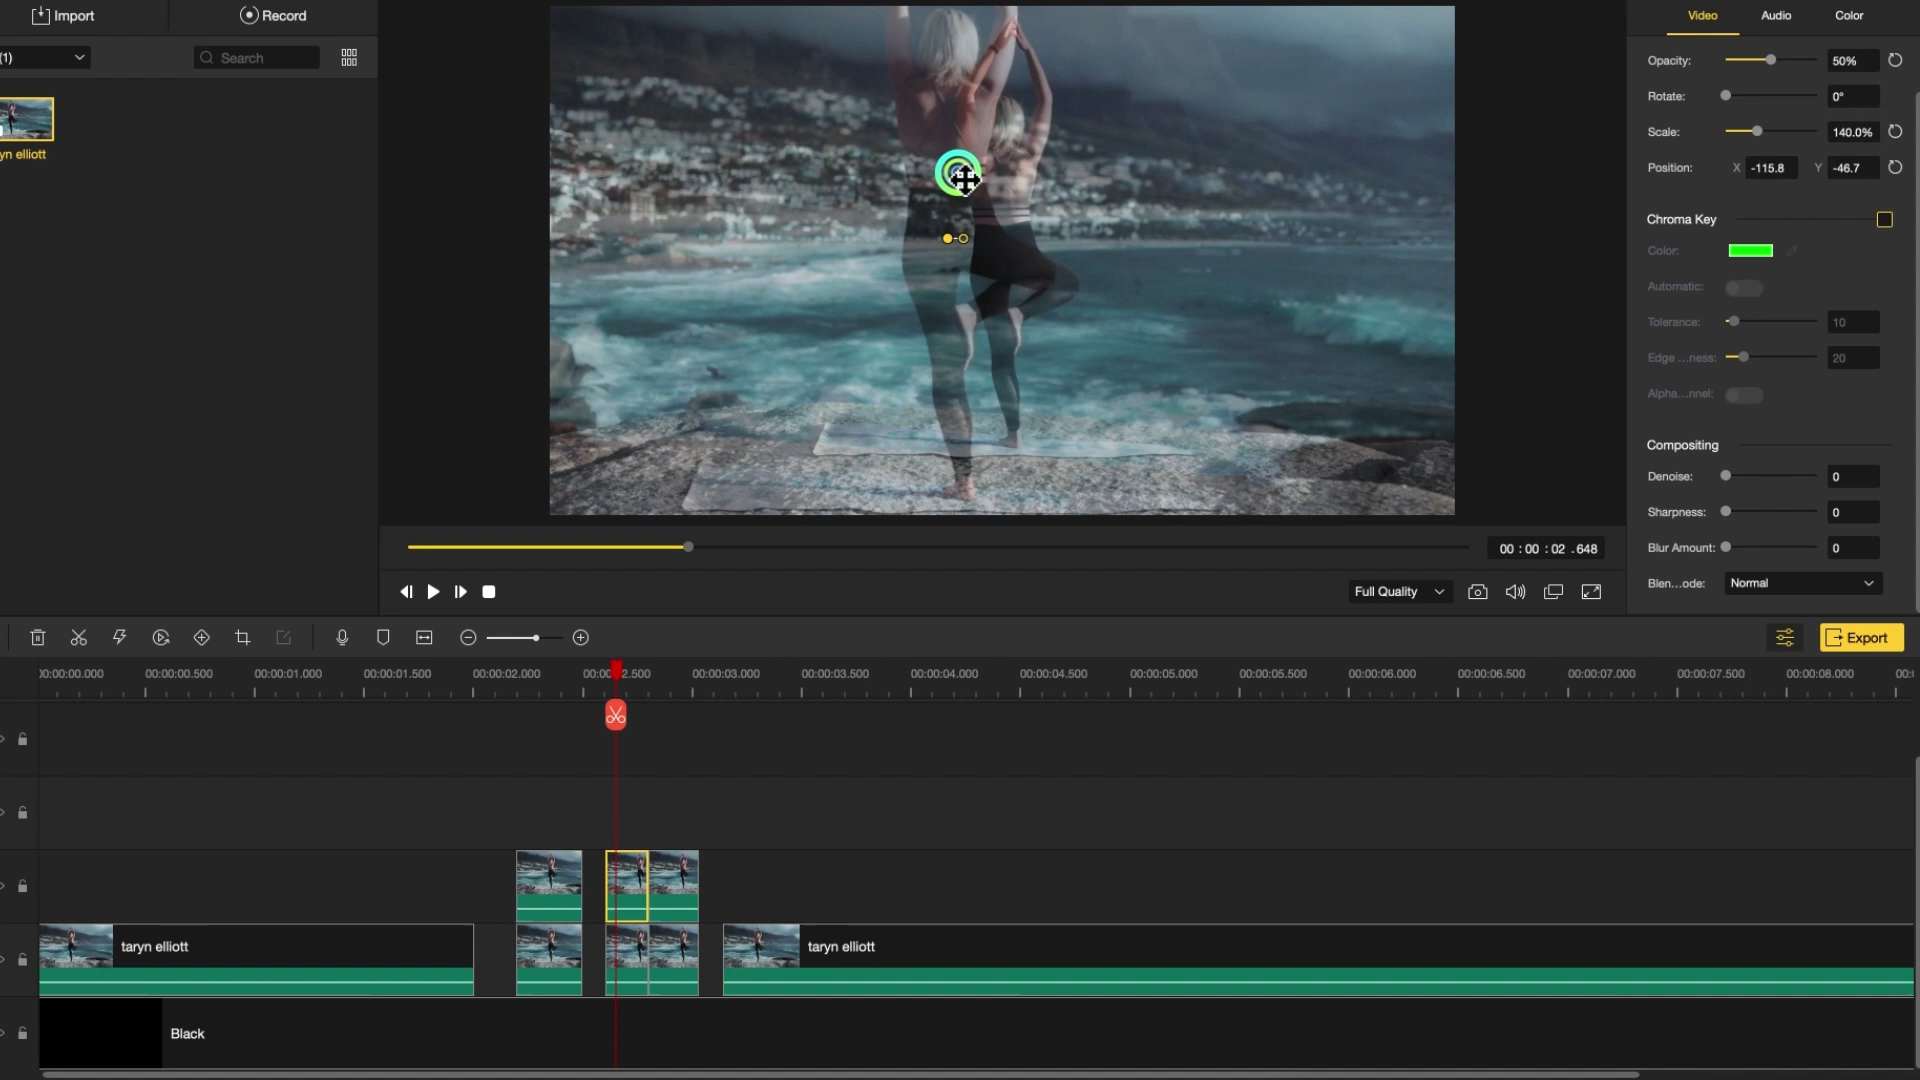 Import
Record
Video
Audio
Color
(1)
Search
yn elliott
Opacity:
50%
Rotate:
0°
Scale:
140.0%
Position:
X
-115.8
Y
-46.7
Chroma Key
Color:
Automatic:
Tolerance:
10
Edge ...ness:
20
Alpha...nnel:
Compositing
Denoise:
0
Sharpness:
0
Blur Amount:
0
Blen...ode:
Normal
00 : 00 : 02 . 648
Full Quality
Export
00:00:00.000
00:00:00.500
00:00:01.000
00:00:01.500
00:00:02.000
00:00:02.500
00:00:03.000
00:00:03.500
00:00:04.000
00:00:04.500
00:00:05.000
00:00:05.500
00:00:06.000
00:00:06.500
00:00:07.000
00:00:07.500
00:00:08.000
00:
taryn elliott
taryn elliott
Black